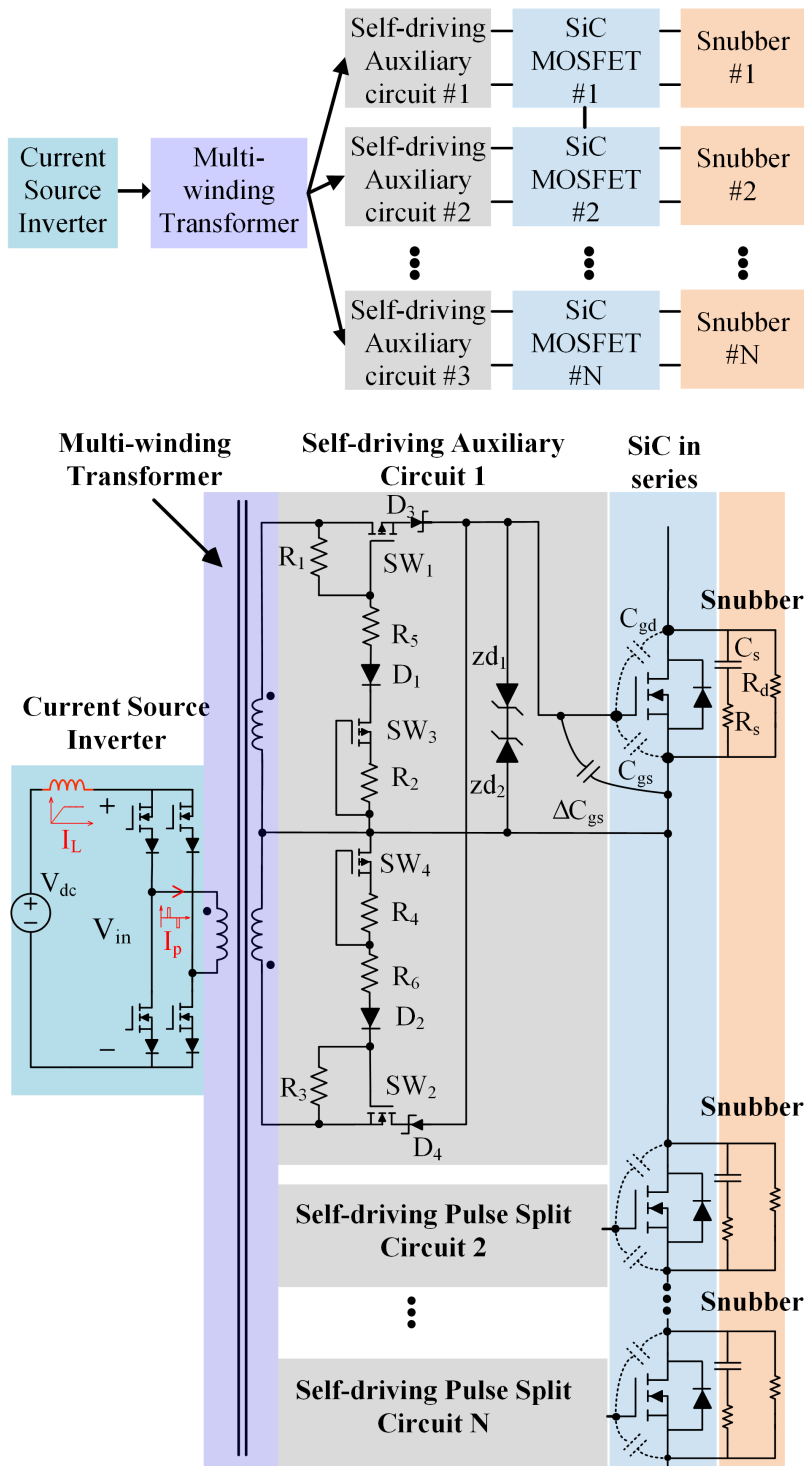 Self-driving
Auxiliary
circuit #1
SiC
MOSFET
#1
Snubber
#1
Current
Source
Inverter
Multi-
winding
Transformer
Self-driving
Auxiliary
circuit #2
SiC
MOSFET
#2
Snubber
#2
Self-driving
Auxiliary
circuit #3
SiC
MOSFET
#N
Snubber
#N
Multi-winding
Transformer
Self-driving Auxiliary
Circuit 1
SiC in
series
D3
R1
SW1
R5
D1
SW3
R2
zd1
zd2
Cgd
Cgs
ΔCgs
Snubber
Cs
Rd
Rs
Current Source
Inverter
+
IL
Vdc
+
−
Vin
Ip
−
SW4
R4
R6
D2
R3
SW2
D4
Snubber
Self-driving Pulse Split
Circuit 2
Snubber
Self-driving Pulse Split
Circuit N